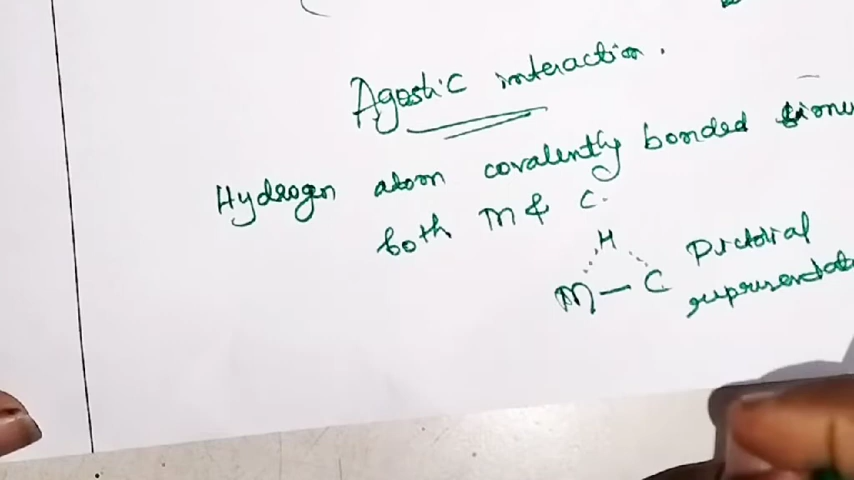 Agostic interaction.
Hydrogen atom covalently bonded
both M & C.
H
M — C Pictorial